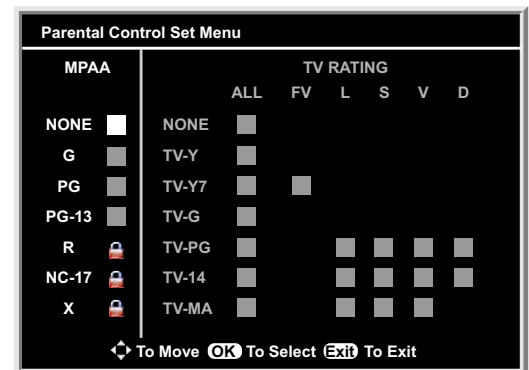 Parental Control Set Menu
MPAA TV RATING
ALL FV L S V D
NONE NONE
G TV-Y
PG TV-Y7
PG-13 TV-G
R TV-PG
NC-17 TV-14
X TV-MA
To Move OK To Select Exit To Exit